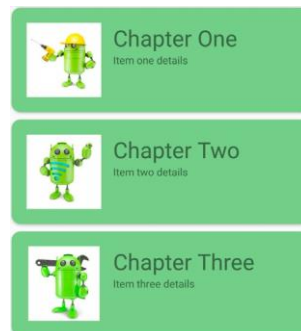 Chapter One
Item one details
Chapter Two
Item two details
Chapter Three
Item three details